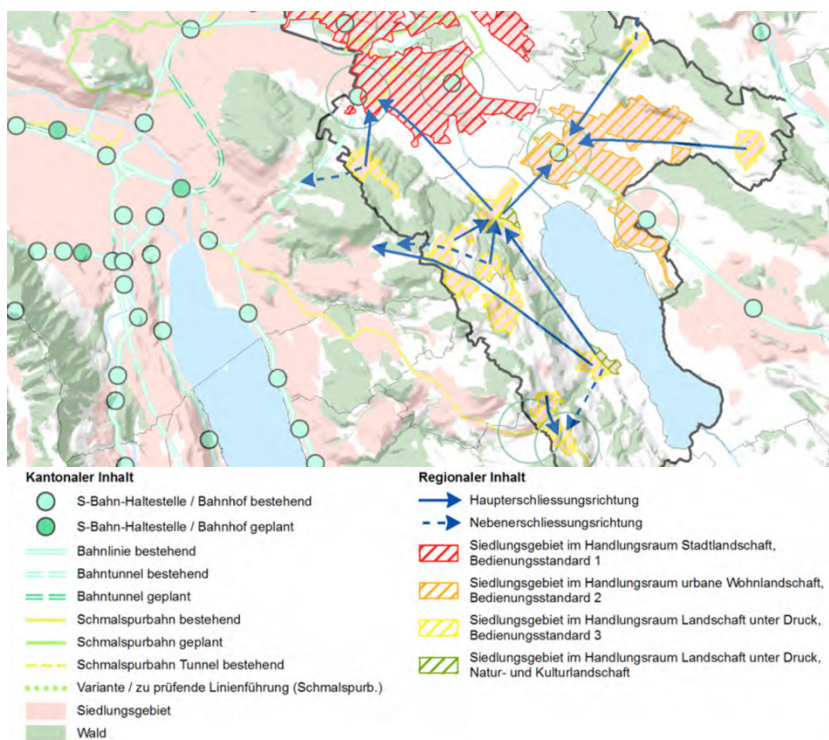 Kantonaler Inhalt
S-Bahn-Haltestelle / Bahnhof bestehend
S-Bahn-Haltestelle / Bahnhof geplant
Bahnlinie bestehend
Bahntunnel bestehend
Bahntunnel geplant
Schmalspurbahn bestehend
Schmalspurbahn geplant
Schmalspurbahn Tunnel bestehend
Variante / zu prüfende Linienführung (Schmalspurb.)
Siedlungsgebiet
Wald
Regionaler Inhalt
Haupterschliessungsrichtung
Nebenerschliessungsrichtung
Siedlungsgebiet im Handlungsraum Stadtlandschaft,
Bedienungsstandard 1
Siedlungsgebiet im Handlungsraum urbane Wohnlandschaft,
Bedienungsstandard 2
Siedlungsgebiet im Handlungsraum Landschaft unter Druck,
Bedienungsstandard 3
Siedlungsgebiet im Handlungsraum Landschaft unter Druck,
Natur- und Kulturlandschaft